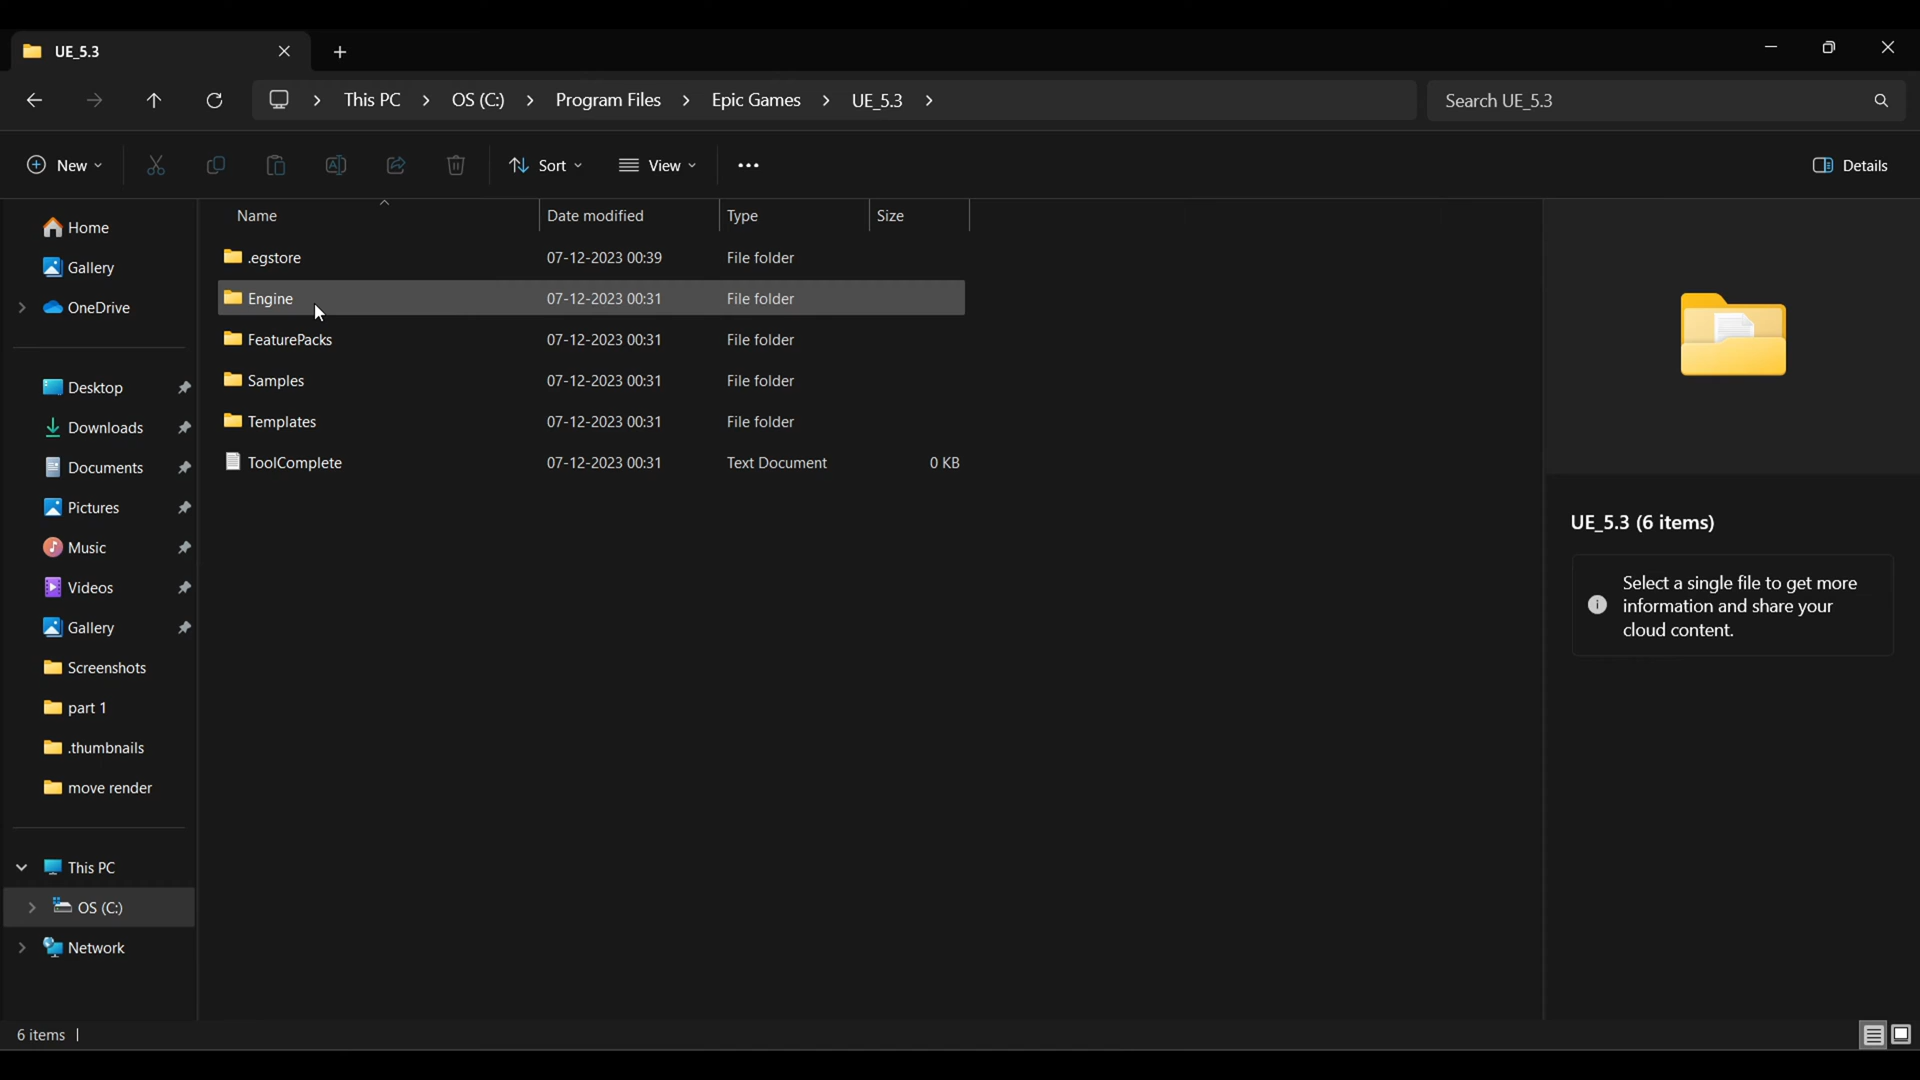 UE_5.3
This PC > OS (C:) > Program Files > Epic Games > UE_5.3 >
Search UE_5.3
New
Sort
View
Details
Home
Gallery
OneDrive
Desktop
Downloads
Documents
Pictures
Music
Videos
Gallery
Screenshots
part 1
.thumbnails
move render
This PC
OS (C:)
Network
Name Date modified Type Size
.egstore 07-12-2023 00:39 File folder
Engine 07-12-2023 00:31 File folder
FeaturePacks 07-12-2023 00:31 File folder
Samples 07-12-2023 00:31 File folder
Templates 07-12-2023 00:31 File folder
ToolComplete 07-12-2023 00:31 Text Document 0 KB
UE_5.3 (6 items)
Select a single file to get more
information and share your
cloud content.
6 items